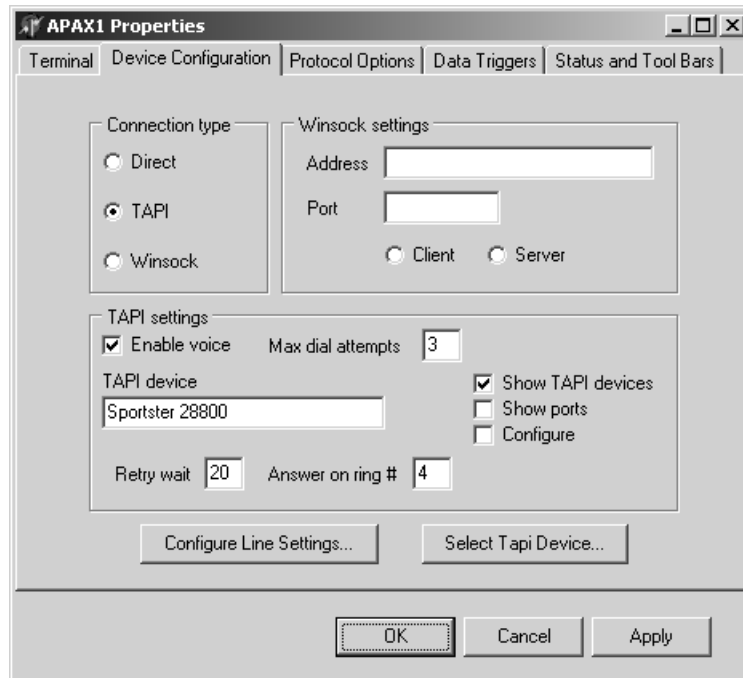 APAX1 Properties
Terminal Device Configuration Protocol Options Data Triggers Status and Tool Bars
Connection type
Direct
TAPI
Winsock
Winsock settings
Address
Port
Client Server
TAPI settings
Enable voice Max dial attempts 3
TAPI device
Sportster 28800
Show TAPI devices
Show ports
Configure
Retry wait 20 Answer on ring # 4
Configure Line Settings... Select Tapi Device...
OK Cancel Apply